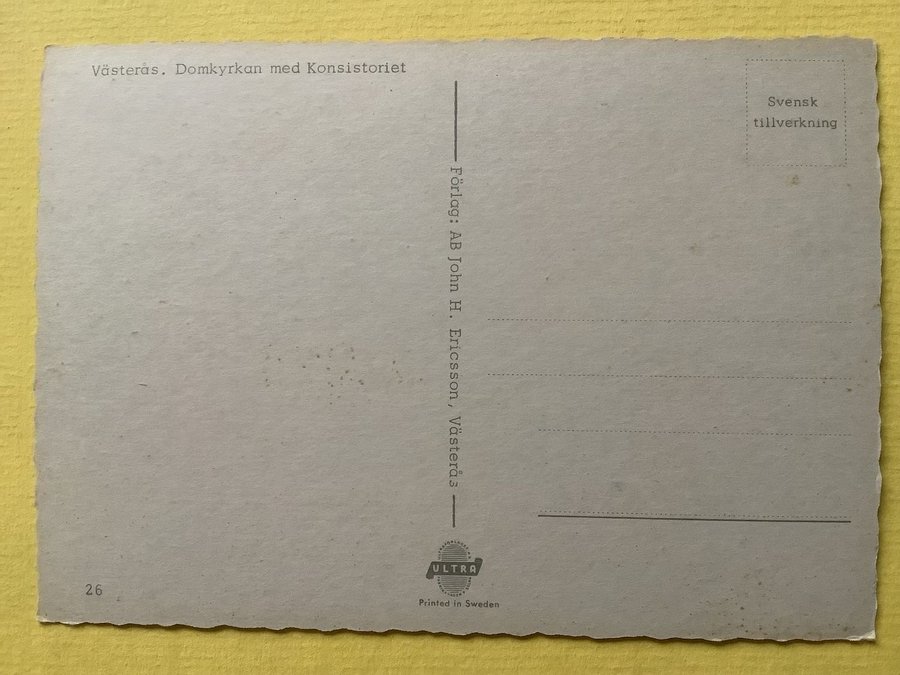 Västerås. Domkyrkan med Konsistoriet
Svensk
tillverkning
Förlag: AB John H. Ericsson, Västerås
26
ULTRA
Printed in Sweden